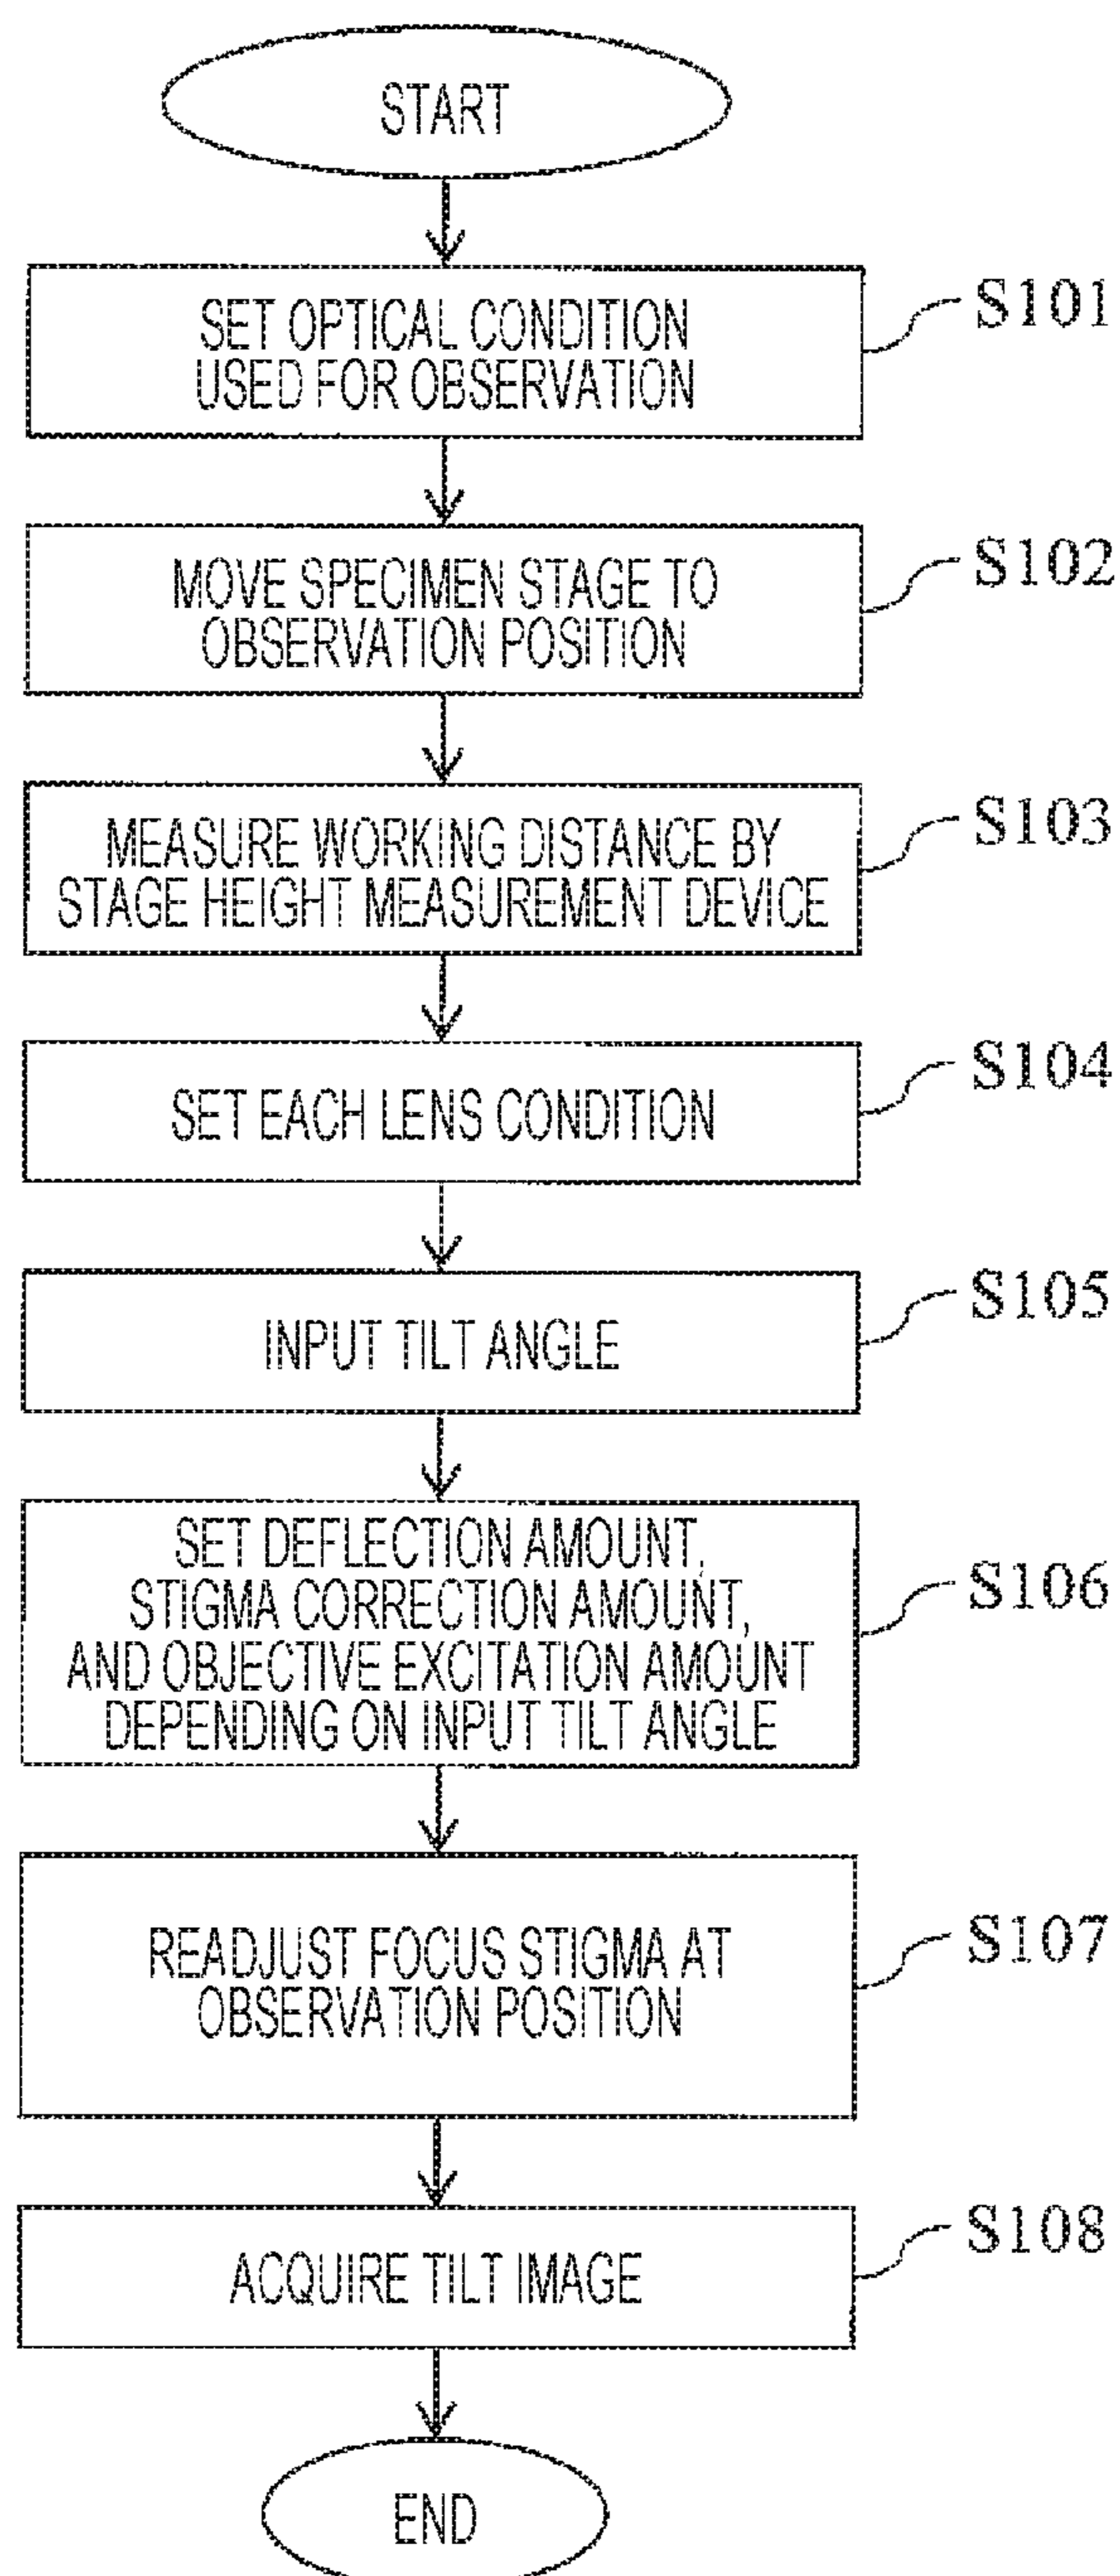 START
SET OPTICAL CONDITION
USED FOR OBSERVATION
S101
MOVE SPECIMEN STAGE TO
OBSERVATION POSITION
S102
MEASURE WORKING DISTANCE BY
STAGE HEIGHT MEASUREMENT DEVICE
S103
SET EACH LENS CONDITION
S104
INPUT TILT ANGLE
S105
SET DEFLECTION AMOUNT,
STIGMA CORRECTION AMOUNT,
AND OBJECTIVE EXCITATION AMOUNT
DEPENDING ON INPUT TILT ANGLE
S106
READJUST FOCUS STIGMA AT
OBSERVATION POSITION
S107
ACQUIRE TILT IMAGE
S108
END